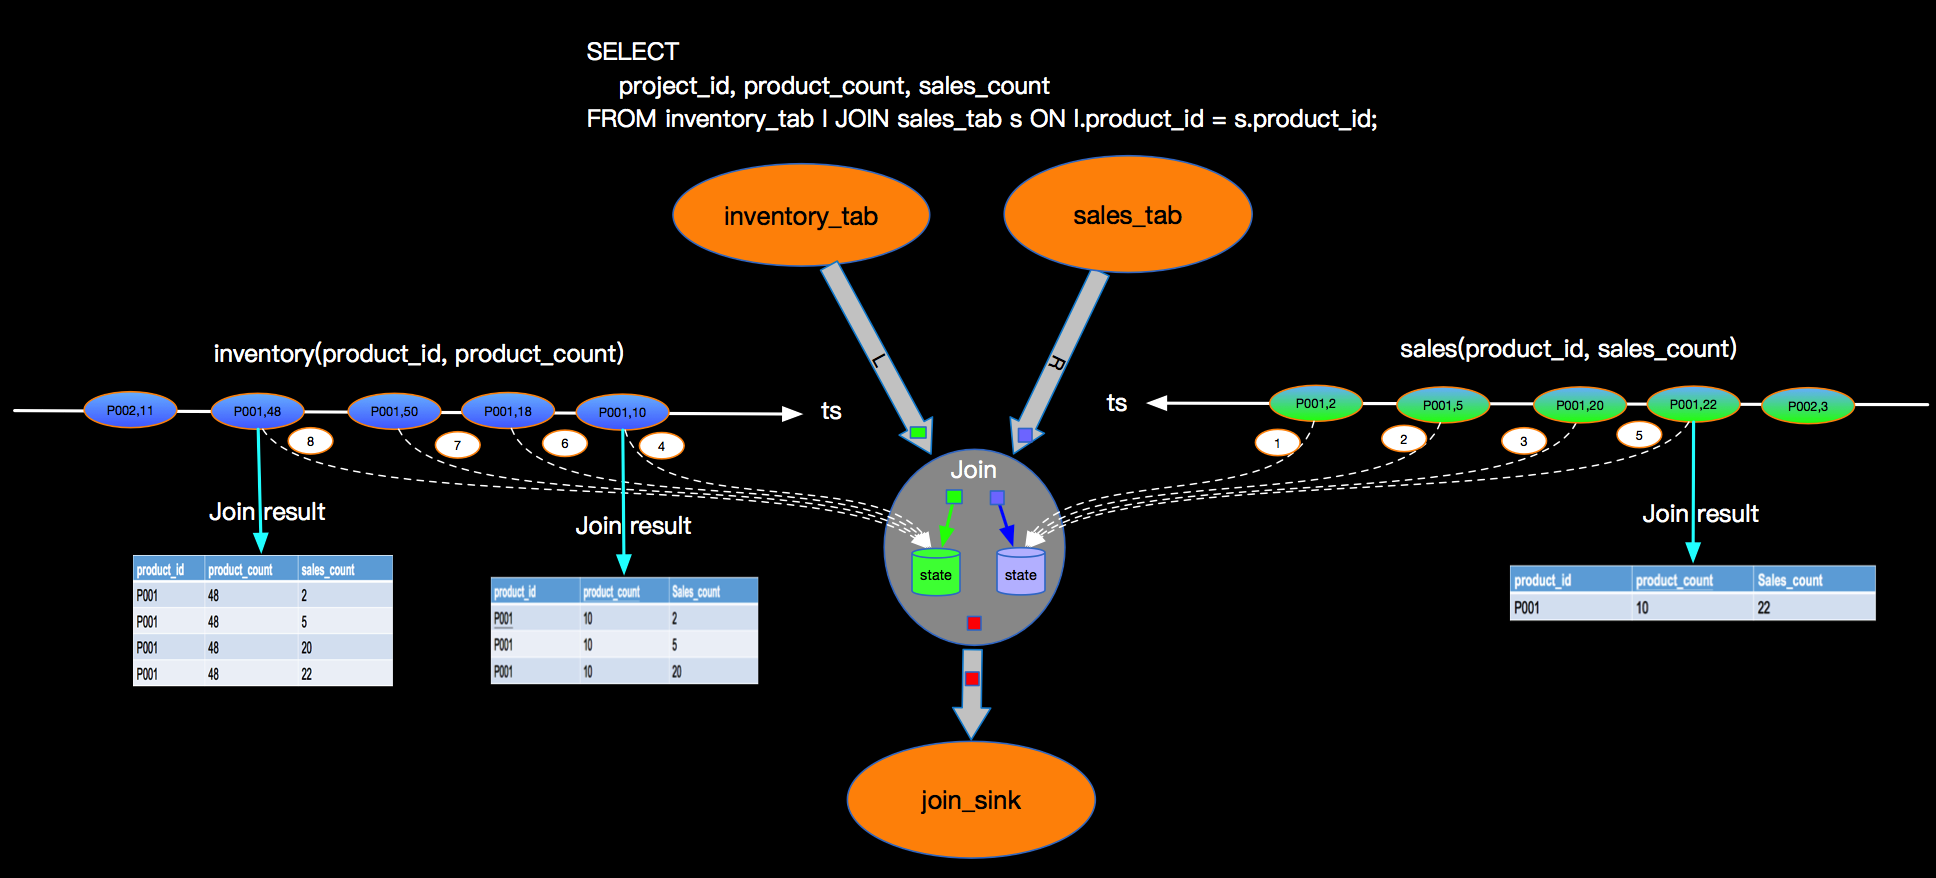 SELECT
project_id, product_count, sales_count
FROM inventory_tab l JOIN sales_tab s ON l.product_id = s.product_id;
inventory_tab
sales_tab
L
R
inventory(product_id, product_count)
P002,11
P001,48
P001,50
P001,18
P001,10
ts
8
7
6
4
sales(product_id, sales_count)
ts
P001,2
P001,5
P001,20
P001,22
P002,3
1
2
3
5
Join
state
state
Join result
product_id product_count sales_count
P001 48 2
P001 48 5
P001 48 20
P001 48 22
Join result
product_id product_count Sales_count
P001 10 2
P001 10 5
P001 10 20
Join result
product_id product_count Sales_count
P001 10 22
join_sink